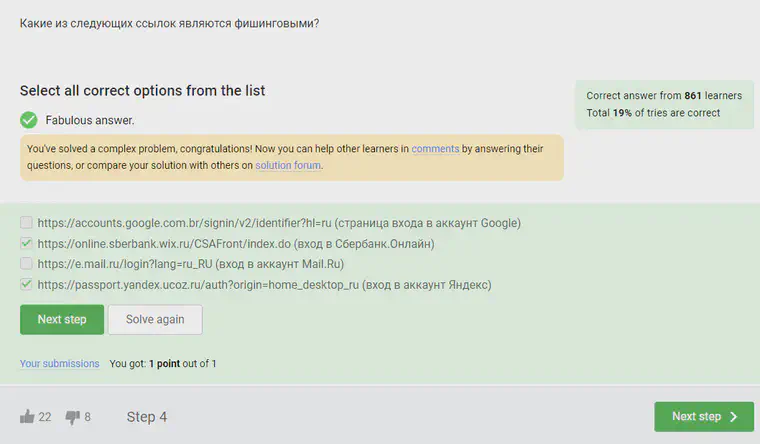 Какие из следующих ссылок являются фишинговыми?
Select all correct options from the list
Correct answer from 861 learners
Total 19% of tries are correct
Fabulous answer.
You've solved a complex problem, congratulations! Now you can help other learners in comments by answering their
questions, or compare your solution with others on solution forum.
https://accounts.google.com.br/signin/v2/identifier?hl=ru (страница входа в аккаунт Google)
https://online.sberbank.wix.ru/CSAFront/index.do (вход в Сбербанк.Онлайн)
https://e.mail.ru/login?lang=ru_RU (вход в аккаунт Mail.Ru)
https://passport.yandex.ucoz.ru/auth?origin=home_desktop_ru (вход в аккаунт Яндекс)
Next step
Solve again
Your submissions You got: 1 point out of 1
22 8 Step 4
Next step